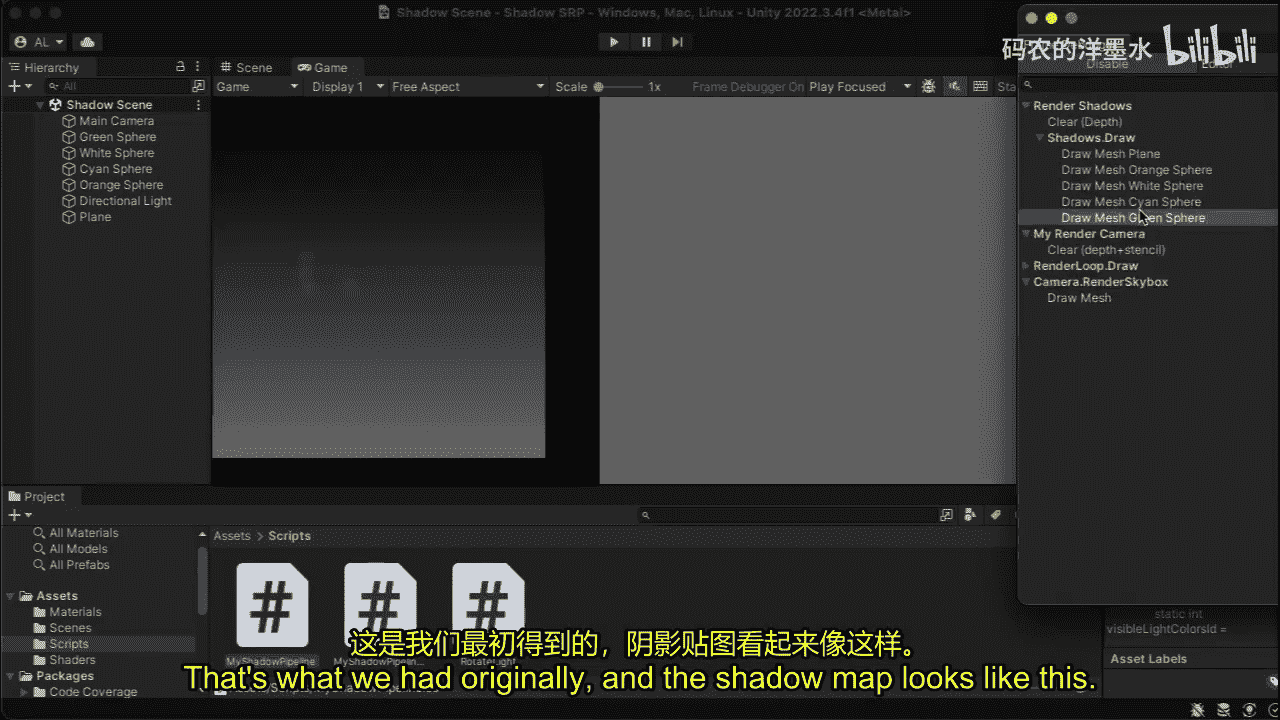 Shadow Scene - Shadow SRP - Windows, Mac, Linux - Unity 2022.3.4f1 <Metal>
AL
码农的洋墨水 bilibili
Disable
Editor
Hierarchy
Scene
Game
All
Game
Display 1
Free Aspect
Scale
1x
Frame Debugger On
Play Focused
Sta
Shadow Scene
Main Camera
Green Sphere
White Sphere
Cyan Sphere
Orange Sphere
Directional Light
Plane
Render Shadows
Clear (Depth)
Shadows.Draw
Draw Mesh Plane
Draw Mesh Orange Sphere
Draw Mesh White Sphere
Draw Mesh Cyan Sphere
Draw Mesh Green Sphere
My Render Camera
Clear (depth+stencil)
RenderLoop.Draw
Camera.RenderSkybox
Draw Mesh
Project
All Materials
All Models
All Prefabs
Assets
Materials
Scenes
Scripts
Shaders
Packages
Code Coverage
Assets > Scripts
MyShadowPipeline
MyShadowPipelin...
RotateLight
static int
visibleLightColorsId =
Asset Labels
这是我们最初得到的，阴影贴图看起来像这样。
That's what we had originally, and the shadow map looks like this.